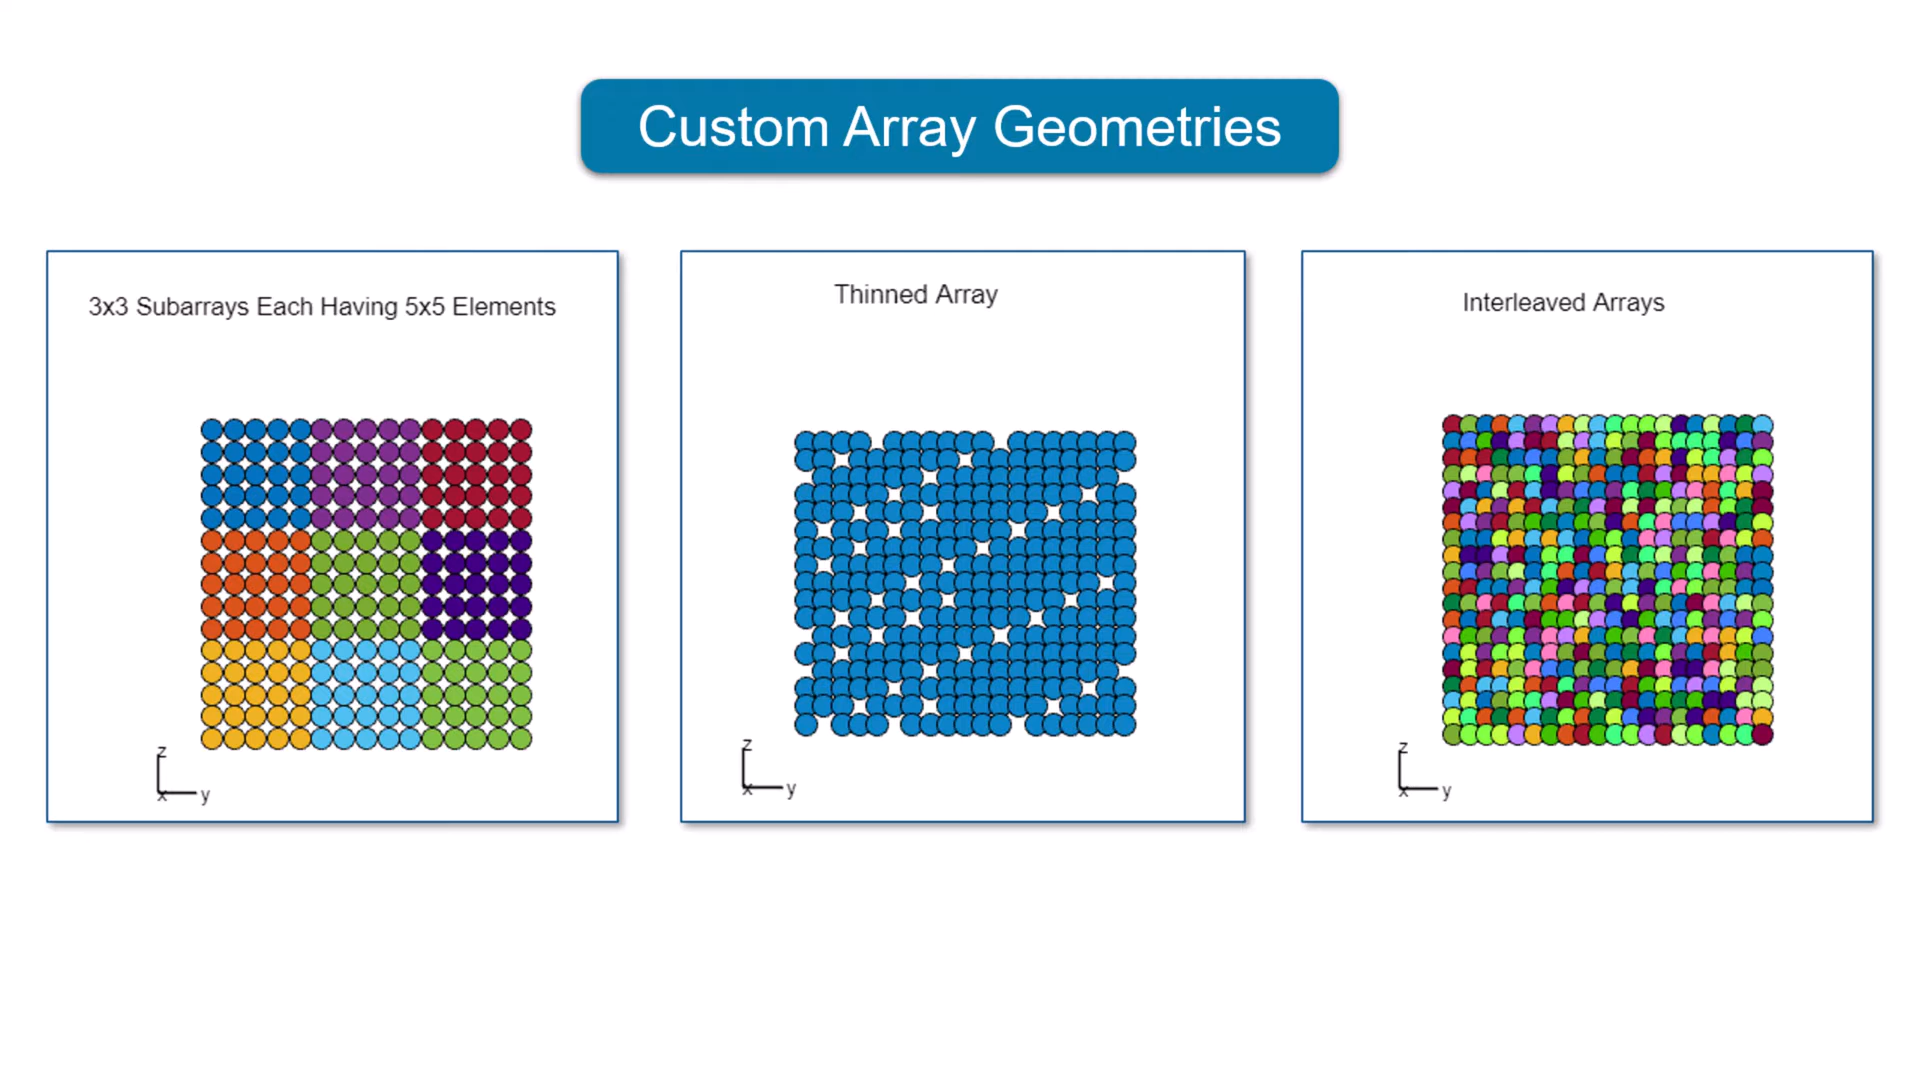 Custom Array Geometries
3x3 Subarrays Each Having 5x5 Elements
Thinned Array
Interleaved Arrays
z
x y
z
x y
z
x y